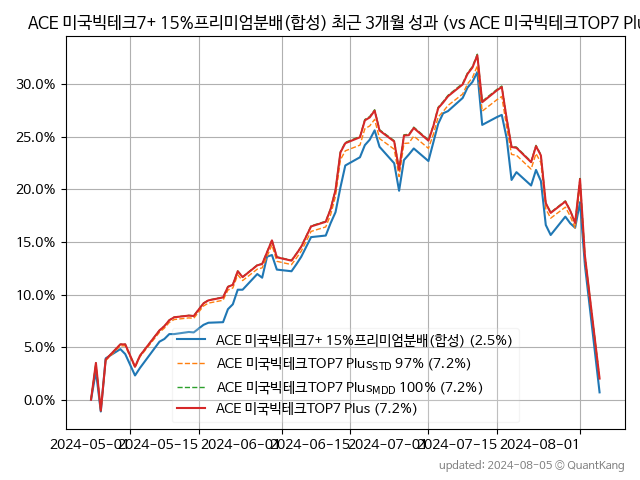 ACE 미국빅테크7+ 15%프리미엄분배(합성) 최근 3개월 성과 (vs ACE 미국빅테크TOP7 Plu
30.0%
25.0%
20.0%
15.0%
10.0%
5.0%
0.0%
ACE 미국빅테크7+ 15%프리미엄분배(합성) (2.5%)
ACE 미국빅테크TOP7 PlusSTD 97% (7.2%)
ACE 미국빅테크TOP7 PlusMDD 100% (7.2%)
ACE 미국빅테크TOP7 Plus (7.2%)
2024-05-01 2024-05-15 2024-06-01 2024-06-15 2024-07-01 2024-07-15 2024-08-01
updated: 2024-08-05 © QuantKang